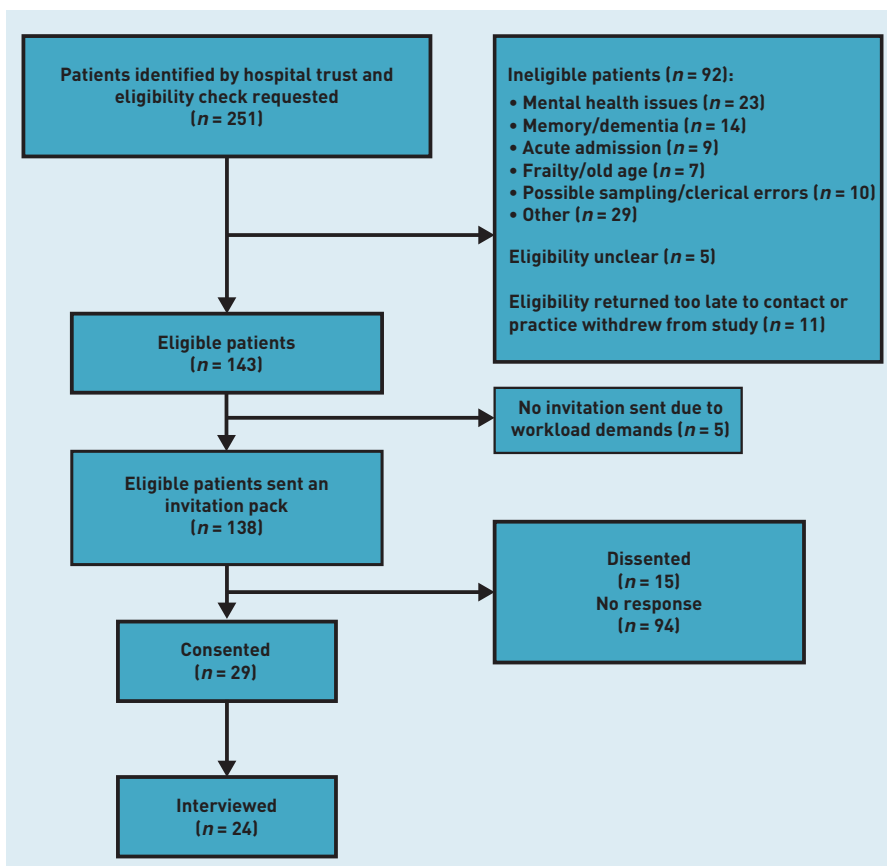 Patients identified by hospital trust and
eligibility check requested
(n = 251)
Ineligible patients (n = 92):
• Mental health issues (n = 23)
• Memory/dementia (n = 14)
• Acute admission (n = 9)
• Frailty/old age (n = 7)
• Possible sampling/clerical errors (n = 10)
• Other (n = 29)
Eligibility unclear (n = 5)
Eligibility returned too late to contact or
practice withdrew from study (n = 11)
Eligible patients
(n = 143)
No invitation sent due to
workload demands (n = 5)
Eligible patients sent an
invitation pack
(n = 138)
Dissented
(n = 15)
No response
(n = 94)
Consented
(n = 29)
Interviewed
(n = 24)